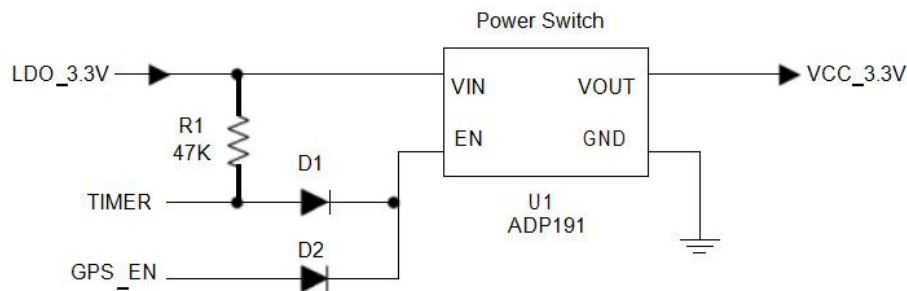 Power Switch
LDO_3.3V
VIN
VOUT
VCC_3.3V
R1
47K
EN
GND
D1
TIMER
U1
ADP191
D2
GPS_EN